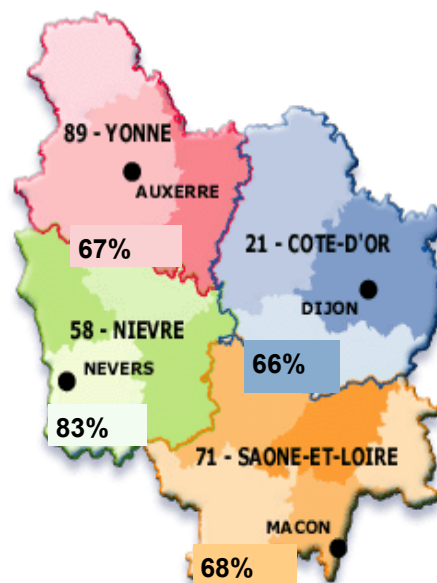 89 - YONNE
AUXERRE
67%
21 - COTE-D'OR
DIJON
58 - NIEVRE
NEVERS
66%
83%
71 - SAONE-ET-LOIRE
MACON
68%